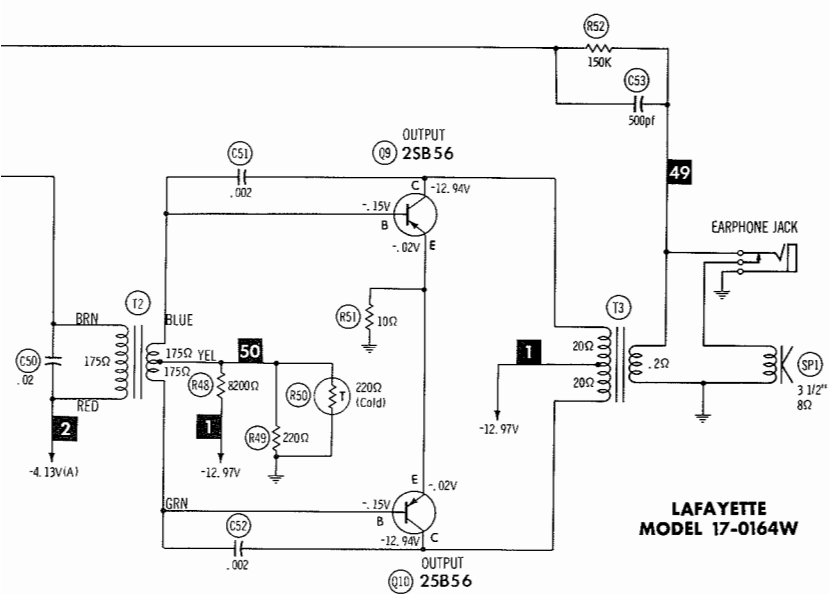 R52
150K
C53
500pf
OUTPUT
Q9 2SB56
C51
.002
C
-12.94V
-.15V
B
-.02V
E
49
EARPHONE JACK
T2
BRN
BLUE
R51
10Ω
T3
C50
.02
175Ω
175Ω
YEL
50
175Ω
R48
8200Ω
R50
220Ω
(Cold)
T
1
20Ω
20Ω
.2Ω
SP1
3 1/2"
8Ω
RED
2
1
R49
220Ω
-12.97V
-4.13V(A)
-12.97V
E
-.02V
GRN
-.15V
B
C52
.002
-12.94V
C
OUTPUT
Q10 2SB56
LAFAYETTE
MODEL 17-0164W